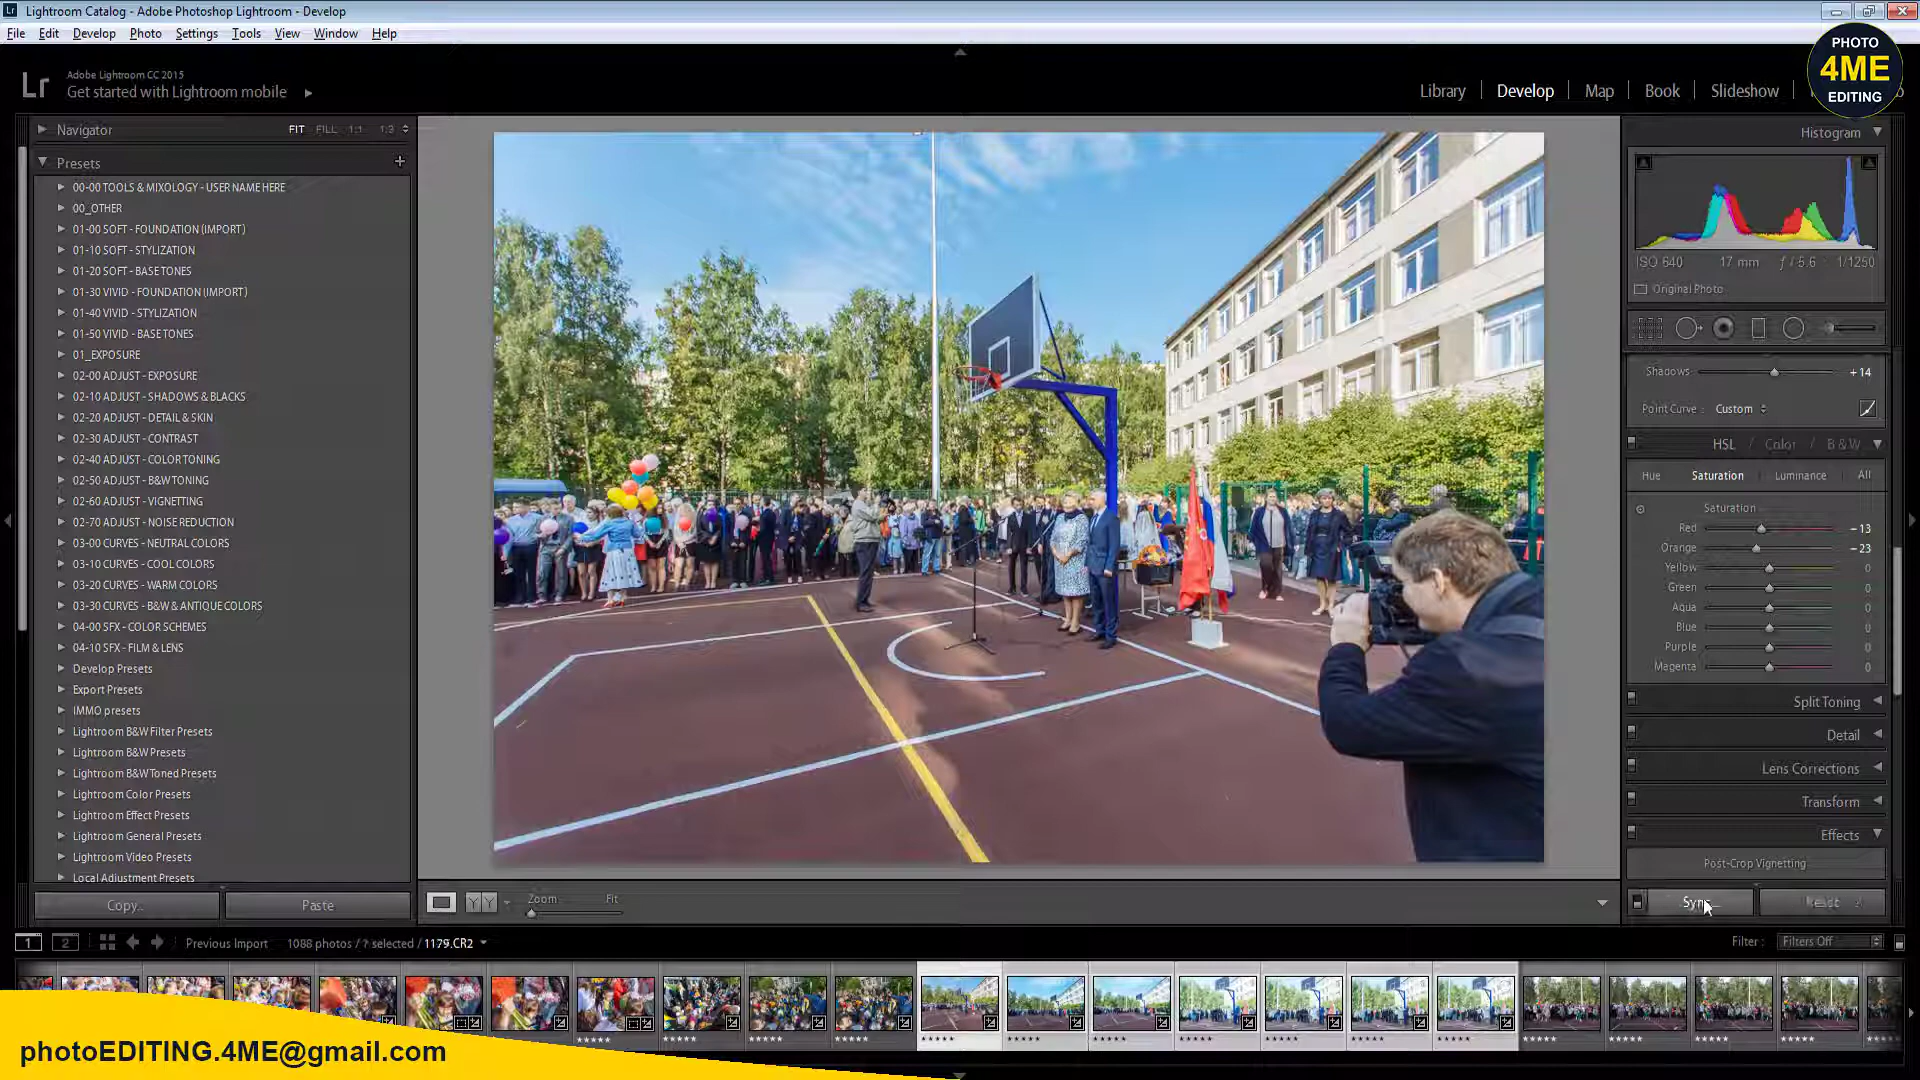 Lightroom Catalog - Adobe Photoshop Lightroom - Develop
File Edit Develop Photo Settings Tools View Window Help
PHOTO
4ME
EDITING
Adobe Lightroom CC 2015
Get started with Lightroom mobile
Library Develop Map Book Slideshow
Navigator FIT FILL 1:1 1:3
Histogram
Presets
00-00 TOOLS & MIXOLOGY - USER NAME HERE
00_OTHER
01-00 SOFT - FOUNDATION (IMPORT)
01-10 SOFT - STYLIZATION
01-20 SOFT - BASE TONES
01-30 VIVID - FOUNDATION (IMPORT)
01-40 VIVID - STYLIZATION
01-50 VIVID - BASE TONES
01_EXPOSURE
02-00 ADJUST - EXPOSURE
02-10 ADJUST - SHADOWS & BLACKS
02-20 ADJUST - DETAIL & SKIN
02-30 ADJUST - CONTRAST
02-40 ADJUST - COLOR TONING
02-50 ADJUST - B&W TONING
02-60 ADJUST - VIGNETTING
02-70 ADJUST - NOISE REDUCTION
03-00 CURVES - NEUTRAL COLORS
03-10 CURVES - COOL COLORS
03-20 CURVES - WARM COLORS
03-30 CURVES - B&W & ANTIQUE COLORS
04-00 SFX - COLOR SCHEMES
04-10 SFX - FILM & LENS
Develop Presets
Export Presets
IMMO presets
Lightroom B&W Filter Presets
Lightroom B&W Presets
Lightroom B&W Toned Presets
Lightroom Color Presets
Lightroom Effect Presets
Lightroom General Presets
Lightroom Video Presets
Local Adjustment Presets
ISO 640 17 mm ƒ / 5.6 1/1250
Original Photo
Shadows +14
Point Curve : Custom
HSL / Color / B & W
Hue Saturation Luminance All
Saturation
Red -13
Orange -23
Yellow 0
Green 0
Aqua 0
Blue 0
Purple 0
Magenta 0
Split Toning
Detail
Lens Corrections
Transform
Effects
Post-Crop Vignetting
Copy... Paste
Zoom Fit
Sync...
1 2 Previous Import 1088 photos / 7 selected / 1179.CR2
Filter : Filters Off
photoEDITING.4ME@gmail.com